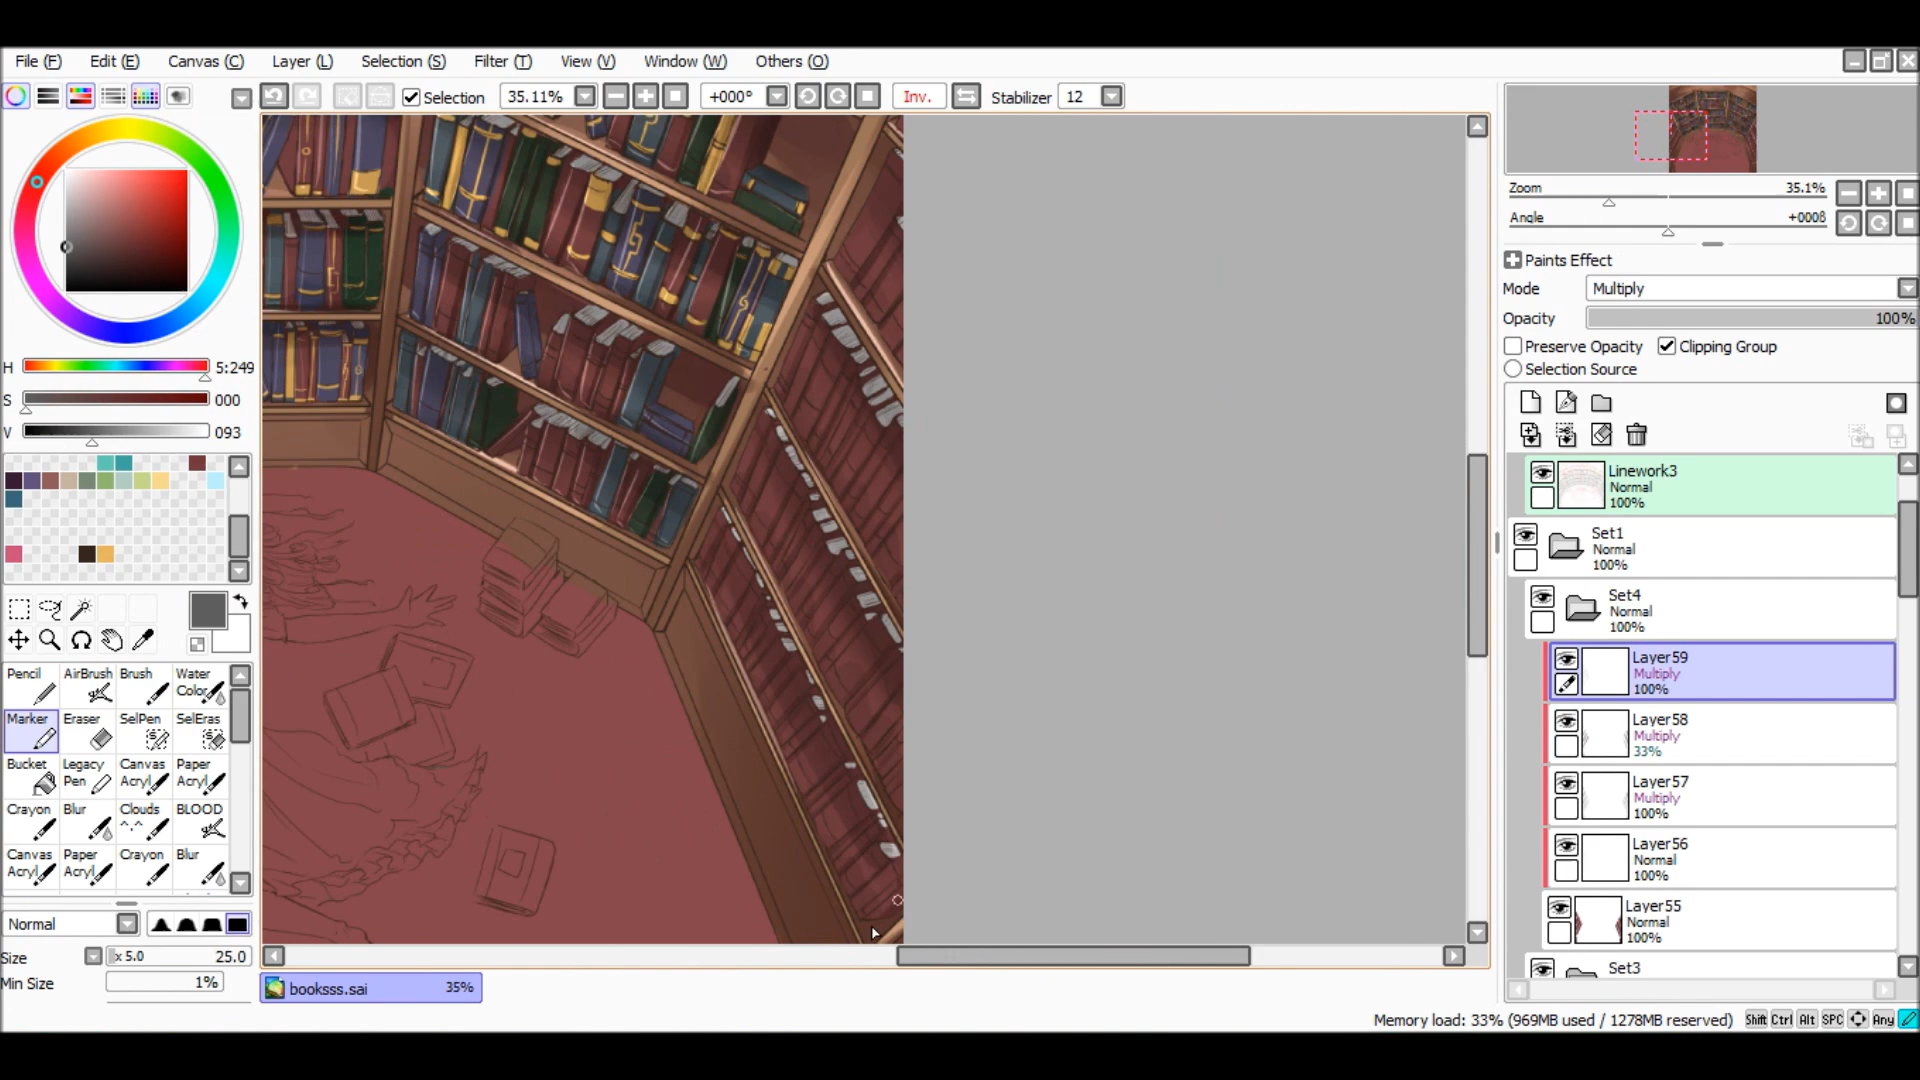 File (F) Edit (E) Canvas (C) Layer (L) Selection (S) Filter (T) View (V) Window (W) Others (O)
Selection 35.11% +000° Inv. Stabilizer 12
Zoom 35.1%
Angle +000ß
Paints Effect
Mode Multiply
Opacity 100%
Preserve Opacity Clipping Group
Selection Source
H 5:249
S 000
V 093
Linework3
Normal
100%
Set1
Normal
100%
Set4
Normal
100%
Layer59
Multiply
100%
Layer58
Multiply
33%
Layer57
Multiply
100%
Layer56
Normal
100%
Layer55
Normal
100%
Set3
Pencil AirBrush Brush Water
Color
Marker Eraser SelPen SelEras
Bucket Legacy Canvas Paper
Pen Acryl Acryl
Crayon Blur Clouds BLOOD
Canvas Paper Crayon Blur
Acryl Acryl
Normal
Size x 5.0 25.0
Min Size 1%
booksss.sai 35%
Memory load: 33% (969MB used / 1278MB reserved) Shift Ctrl Alt SPC Any